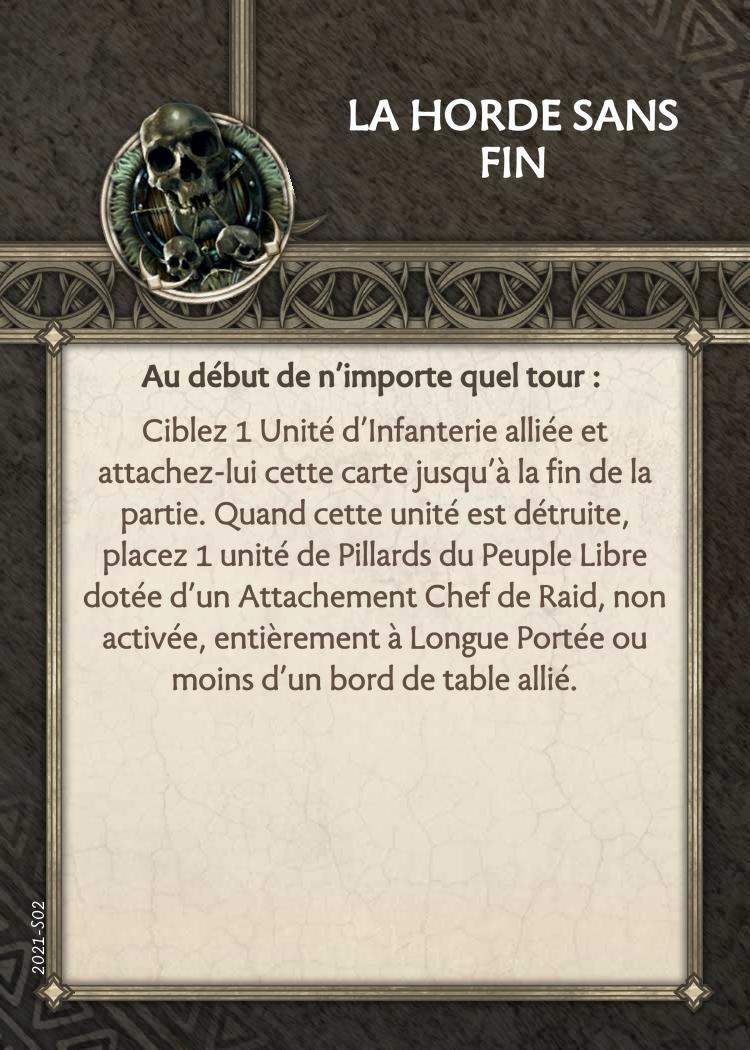 LA HORDE SANS
FIN
Au début de n’importe quel tour :
Ciblez 1 Unité d’Infanterie alliée et
attachez-lui cette carte jusqu’à la fin de la
partie. Quand cette unité est détruite,
placez 1 unité de Pillards du Peuple Libre
dotée d’un Attachement Chef de Raid, non
activée, entièrement à Longue Portée ou
moins d’un bord de table allié.
2021-S02